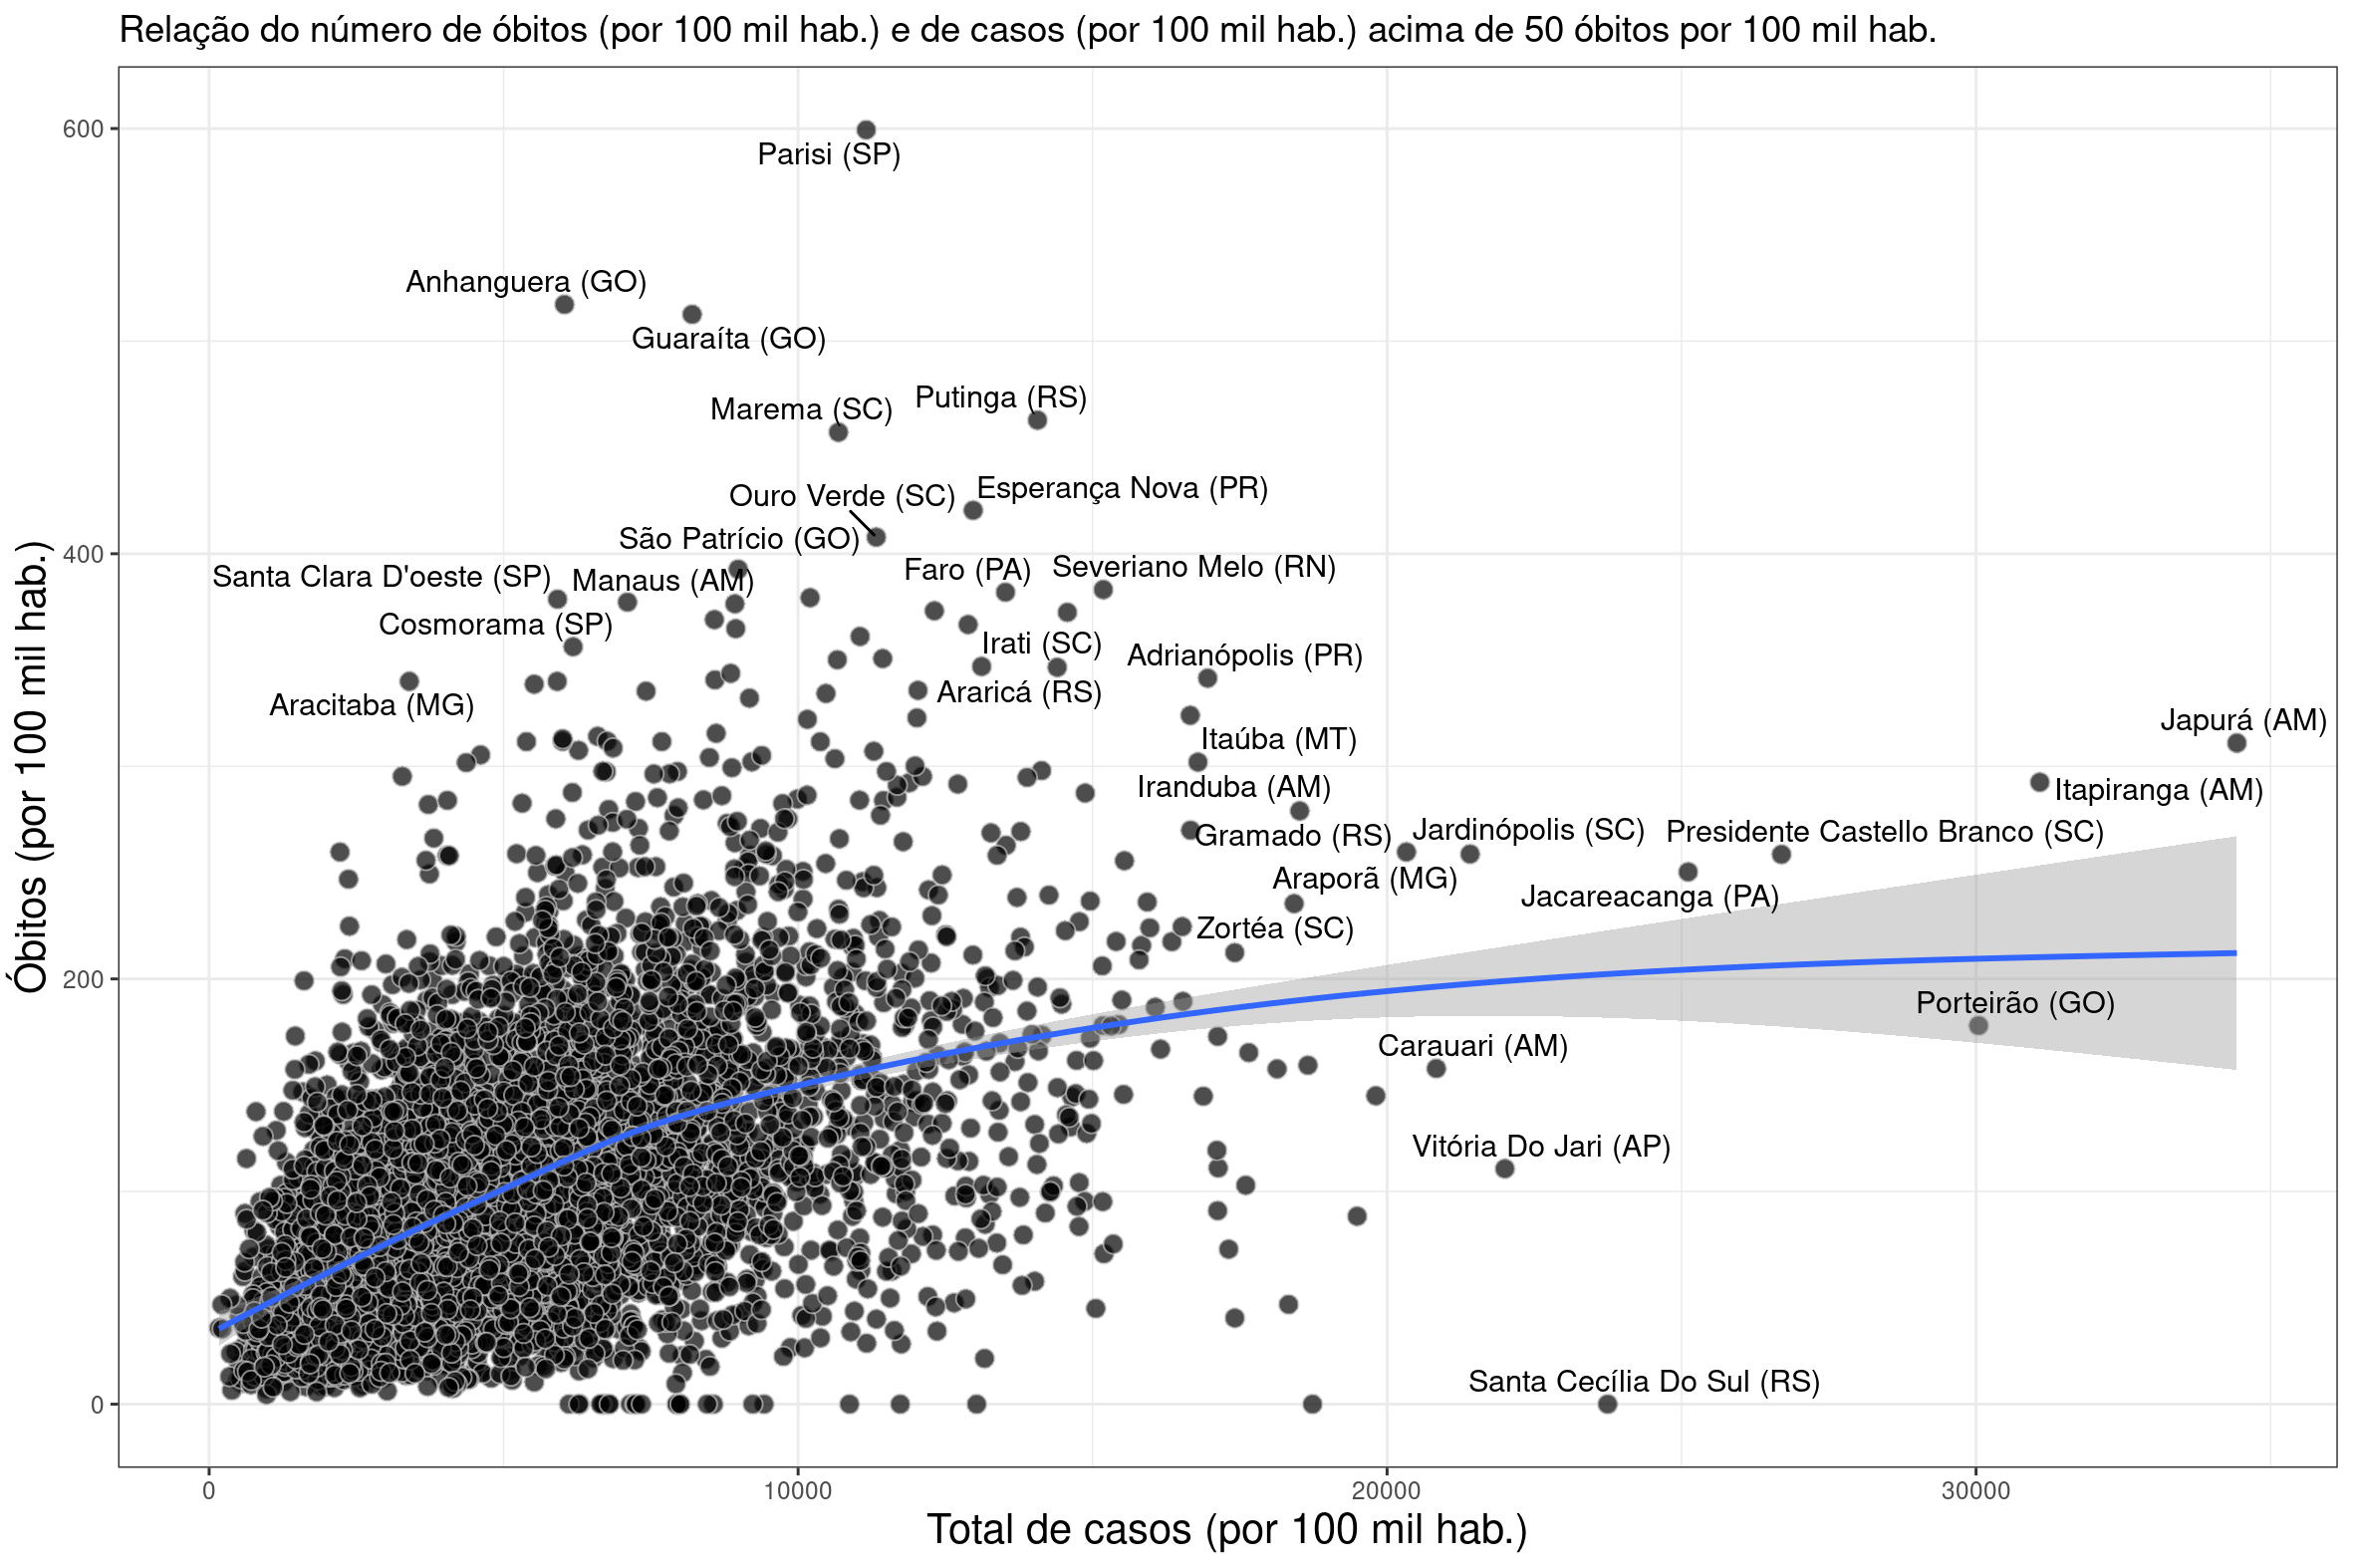 Relação do número de óbitos (por 100 mil hab.) e de casos (por 100 mil hab.) acima de 50 óbitos por 100 mil hab.
Óbitos (por 100 mil hab.)
600
400
200
0
Parisi (SP)
Anhanguera (GO)
Guaraíta (GO)
Putinga (RS)
Marema (SC)
Esperança Nova (PR)
Ouro Verde (SC)
São Patrício (GO)
Faro (PA)
Severiano Melo (RN)
Santa Clara D'oeste (SP)
Manaus (AM)
Cosmorama (SP)
Irati (SC)
Adrianópolis (PR)
Araricá (RS)
Aracitaba (MG)
Japurá (AM)
Itaúba (MT)
Iranduba (AM)
Itapiranga (AM)
Gramado (RS)
Jardinópolis (SC)
Presidente Castello Branco (SC)
Araporã (MG)
Jacareacanga (PA)
Zortéa (SC)
Porteirão (GO)
Carauari (AM)
Vitória Do Jari (AP)
Santa Cecília Do Sul (RS)
0
10000
20000
30000
Total de casos (por 100 mil hab.)